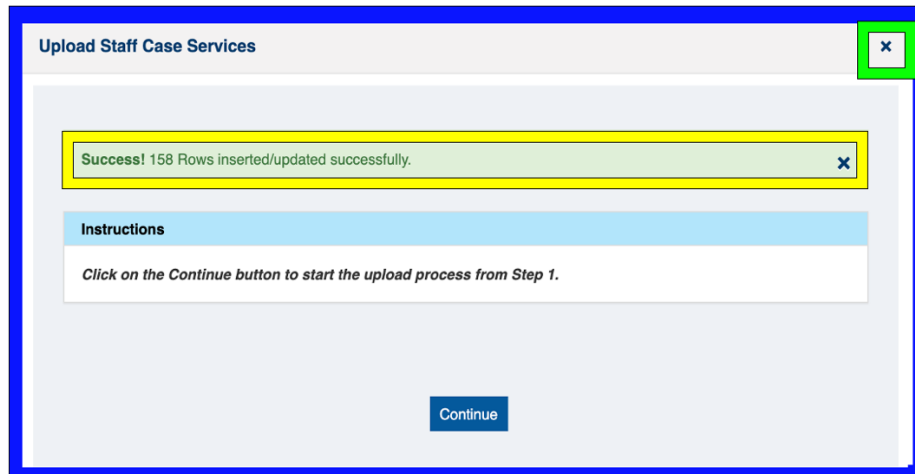 Upload Staff Case Services
Success! 158 Rows inserted/updated successfully.
Instructions
Click on the Continue button to start the upload process from Step 1.
Continue